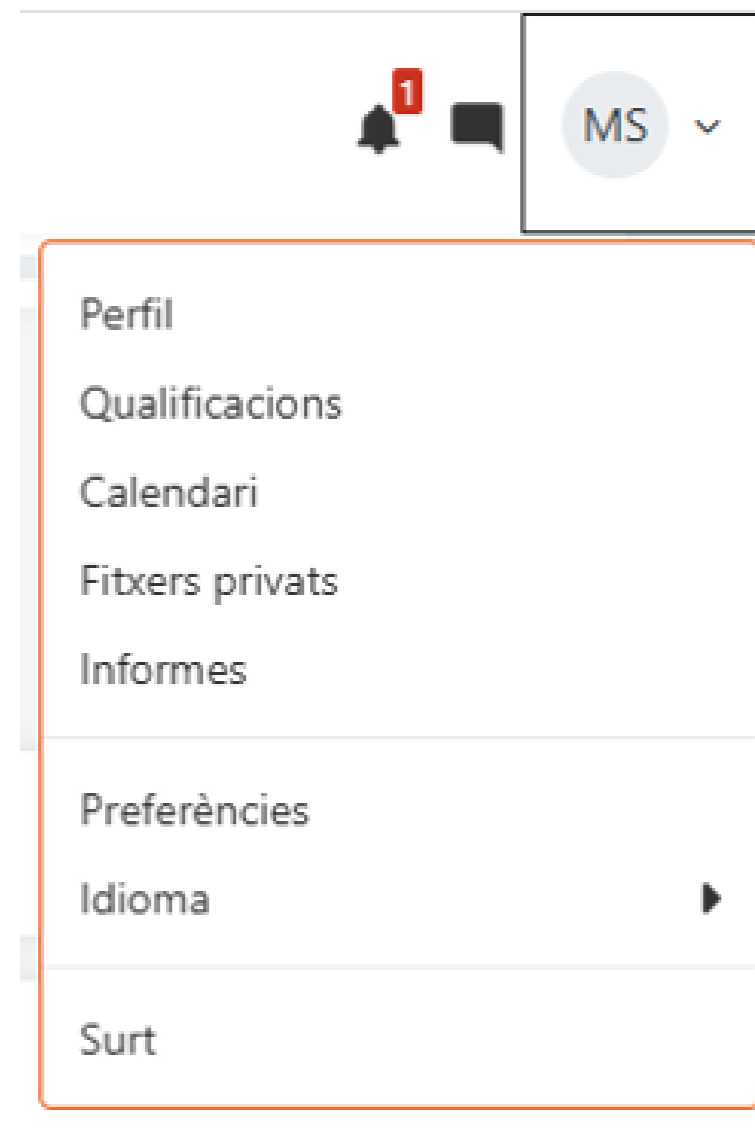 1
MS
Perfil
Qualificacions
Calendari
Fitxers privats
Informes
Preferències
Idioma
Surt